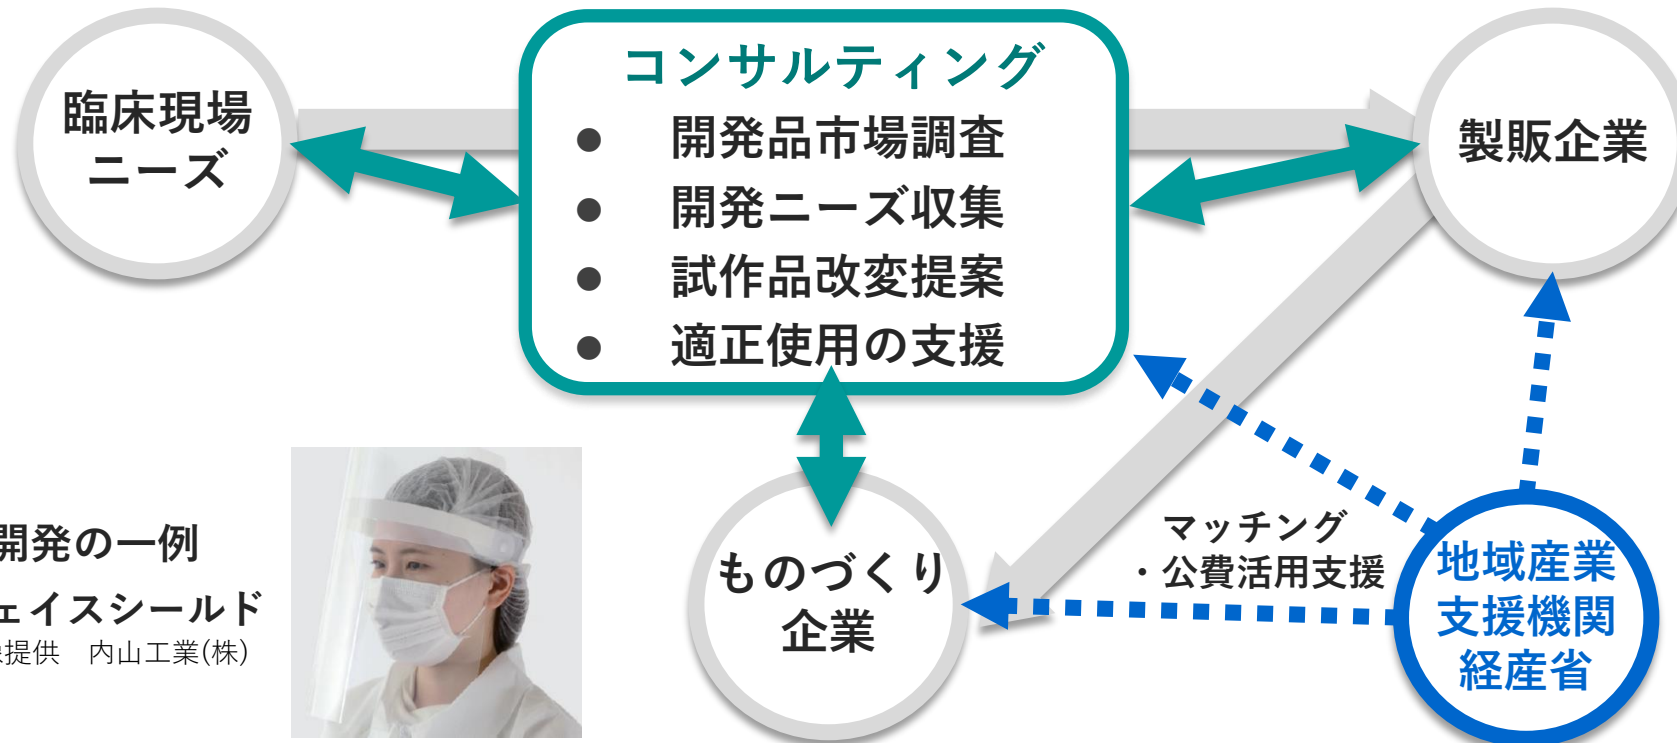 臨床現場
ニーズ
コンサルティング
● 開発品市場調査
● 開発ニーズ収集
● 試作品改変提案
● 適正使用の支援
製販企業
開発の一例
ェイスシールド
提供 内山工業(株)
ものづくり
企業
マッチング
・公費活用支援
地域産業
支援機関
経産省